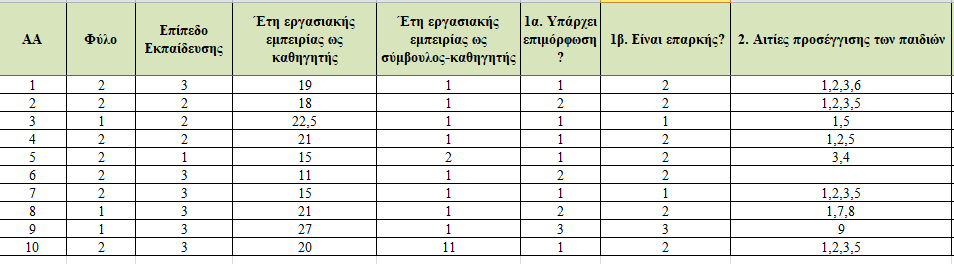 ΑΑ Φύλο Επίπεδο Εκπαίδευσης Έτη εργασιακής εμπειρίας ως καθηγητής Έτη εργασιακής εμπειρίας ως σύμβουλος-καθηγητής 1α. Υπάρχει επιμόρφωση ? 1β. Είναι επαρκής? 2. Αιτίες προσέγγισης των παιδιών
1 2 3 19 1 1 2 1,2,3,6
2 2 2 18 1 2 2 1,2,3,5
3 1 2 22,5 1 1 1 1,5
4 2 2 21 1 1 2 1,2,5
5 2 1 15 2 1 2 3,4
6 2 3 11 1 2 2
7 2 3 15 1 1 1 1,2,3,5
8 1 3 21 1 2 2 1,7,8
9 1 3 27 1 3 3 9
10 2 3 20 11 1 2 1,2,3,5